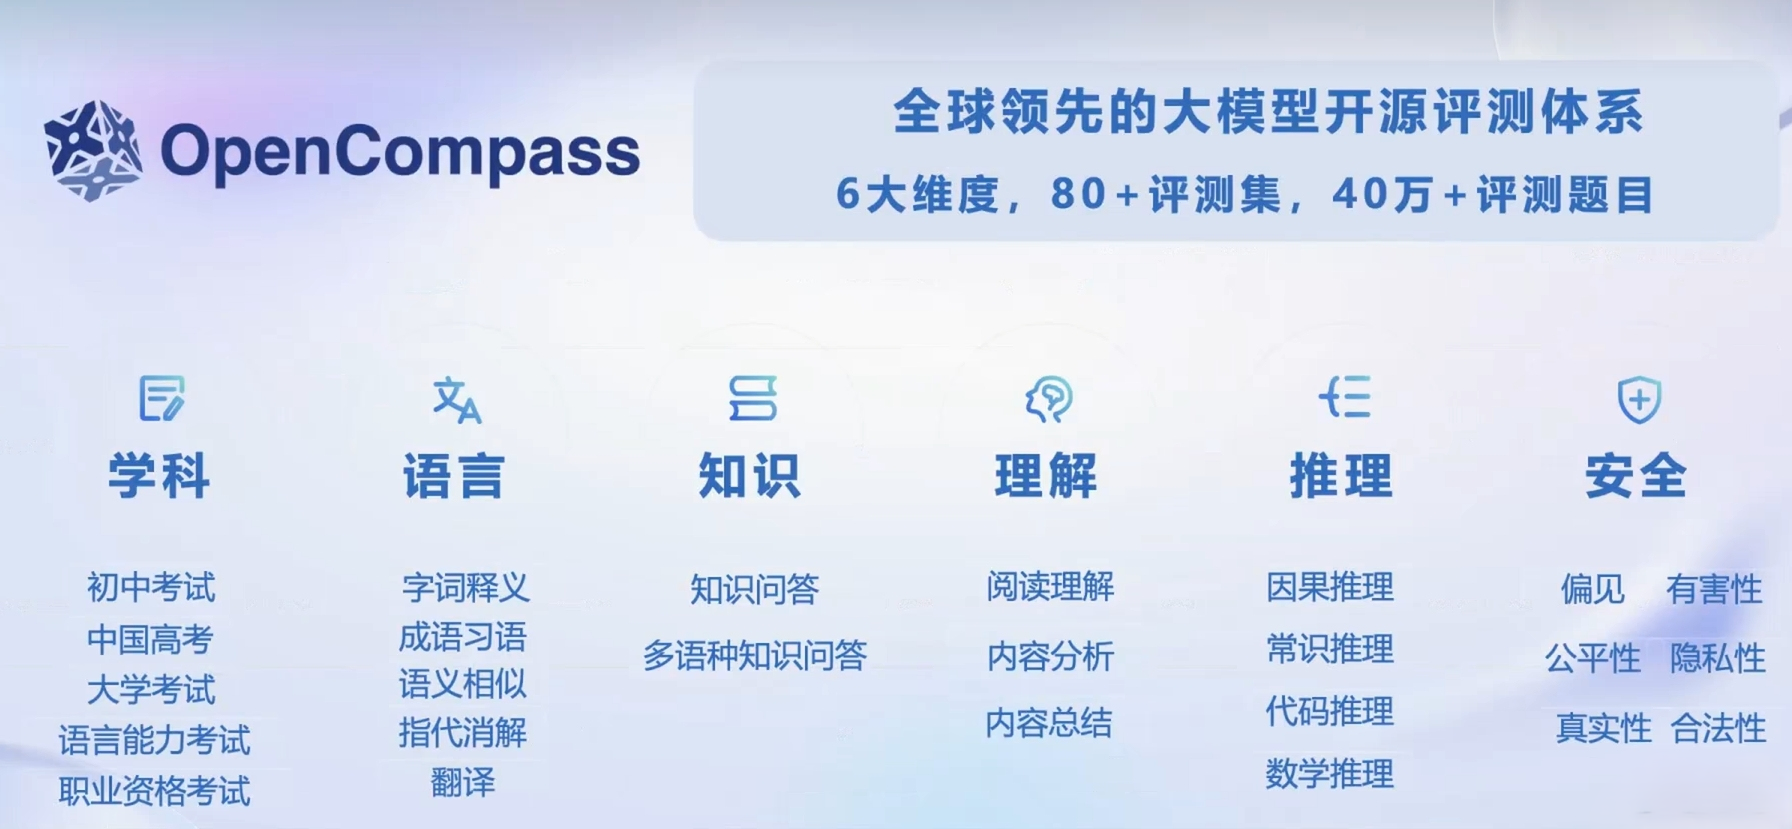 OpenCompass
全球领先的大模型开源评测体系
6大维度，80+评测集，40万+评测题目
学科
初中考试
中国高考
大学考试
语言能力考试
职业资格考试
语言
字词释义
成语习语
语义相似
指代消解
翻译
知识
知识问答
多语种知识问答
理解
阅读理解
内容分析
内容总结
推理
因果推理
常识推理
代码推理
数学推理
安全
偏见 有害性
公平性 隐私性
真实性 合法性